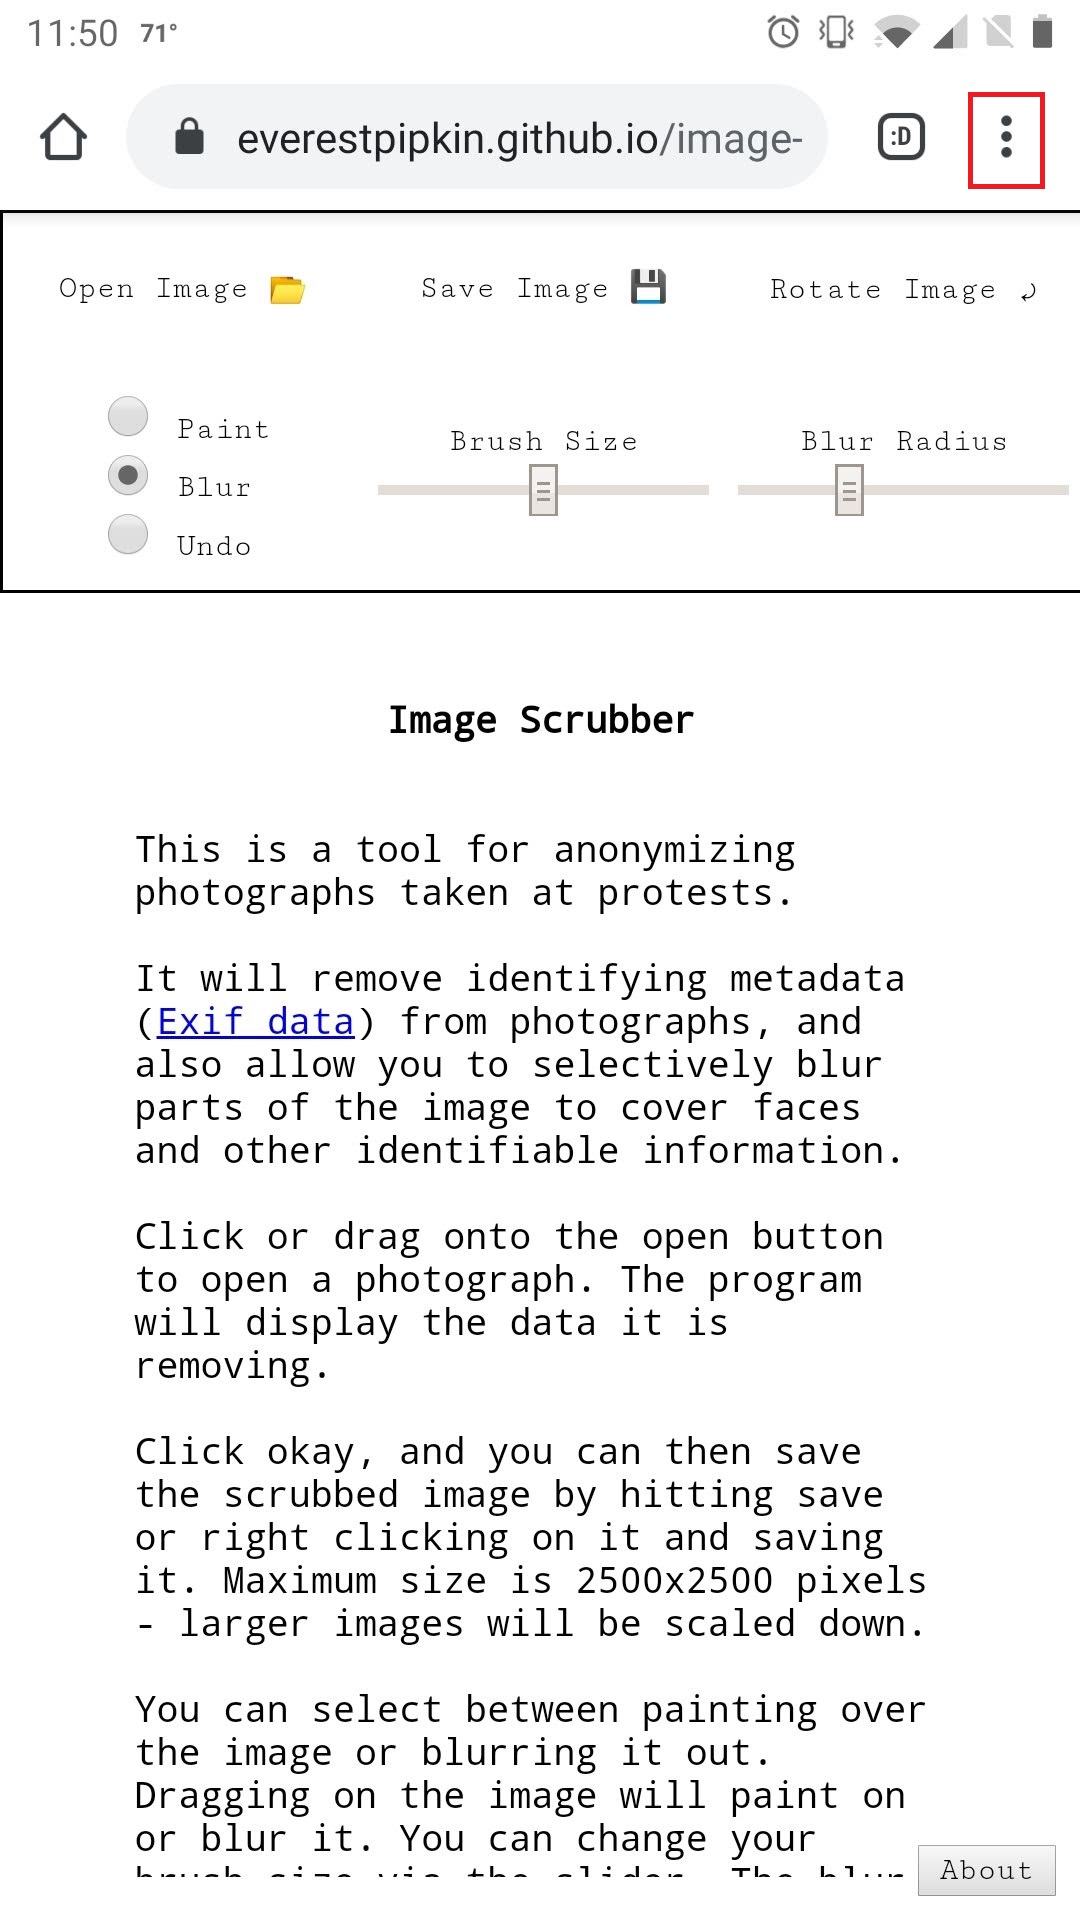 11:50 71°
everestpipkin.github.io/image-
:D
Open Image Save Image Rotate Image
Paint
Blur
Undo
Brush Size
Blur Radius
Image Scrubber
This is a tool for anonymizing
photographs taken at protests.
It will remove identifying metadata
(Exif data) from photographs, and
also allow you to selectively blur
parts of the image to cover faces
and other identifiable information.
Click or drag onto the open button
to open a photograph. The program
will display the data it is
removing.
Click okay, and you can then save
the scrubbed image by hitting save
or right clicking on it and saving
it. Maximum size is 2500x2500 pixels
- larger images will be scaled down.
You can select between painting over
the image or blurring it out.
Dragging on the image will paint on
or blur it. You can change your
brush size via the slider. The blur
About